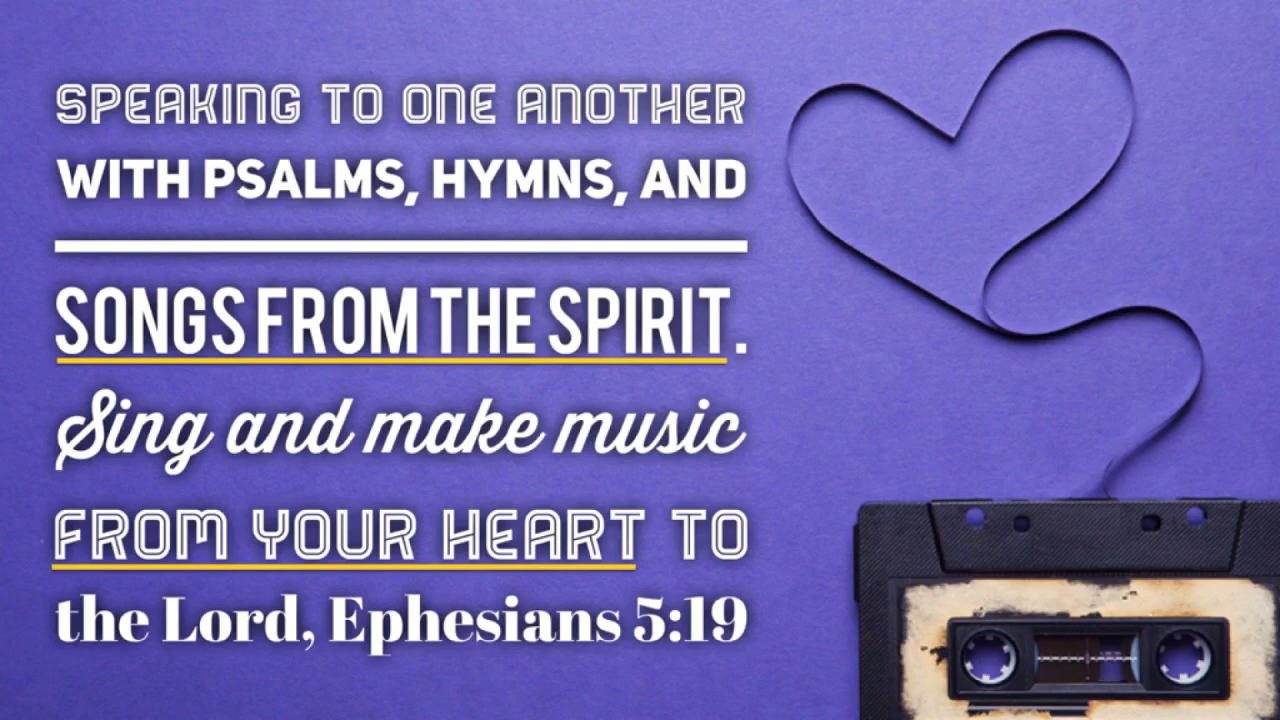 SPEAKING TO ONE ANOTHER
WITH PSALMS, HYMNS, AND
SONGS FROM THE SPIRIT.
Sing and make music
FROM YOUR HEART TO
the Lord, Ephesians 5:19